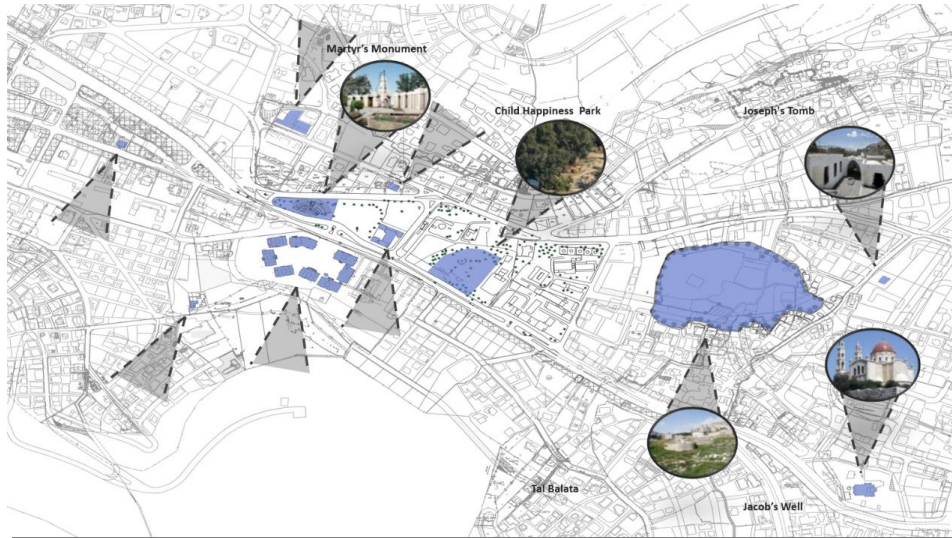 Martyr's Monument
Child Happiness Park
Joseph's Tomb
Tal Balata
Jacob's Well